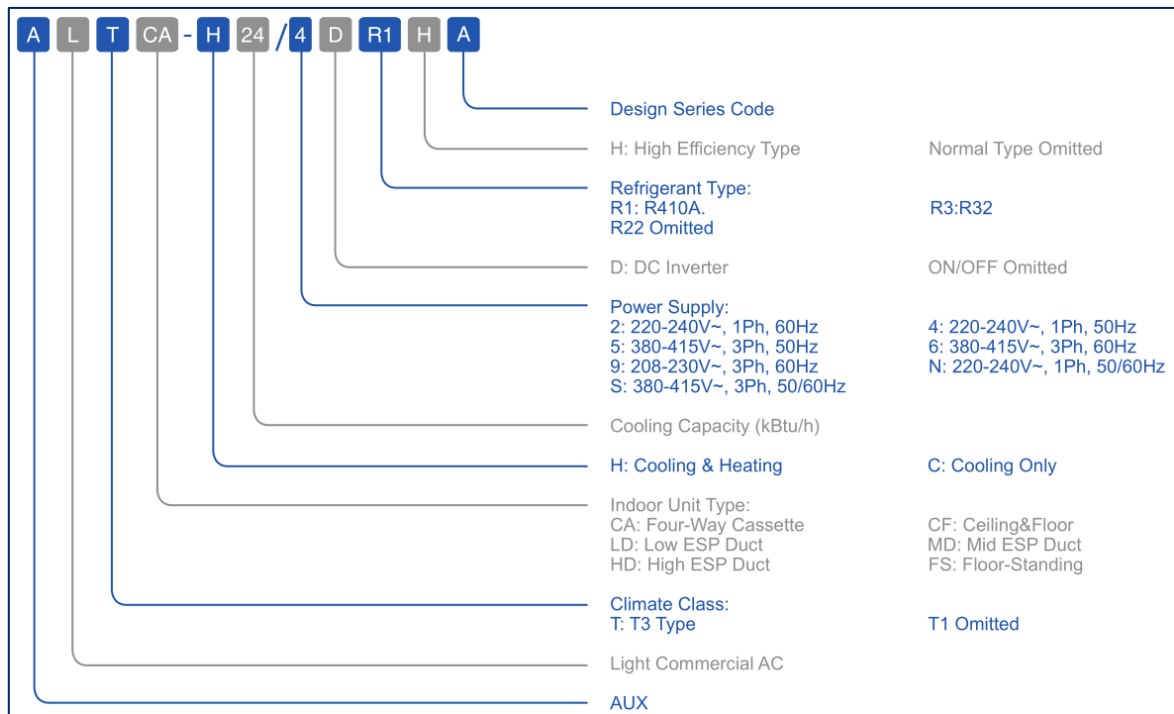 A L T CA - H 24 / 4 D R1 H A
Design Series Code
H: High Efficiency Type Normal Type Omitted
Refrigerant Type:
R1: R410A. R3:R32
R22 Omitted
D: DC Inverter ON/OFF Omitted
Power Supply:
2: 220-240V~, 1Ph, 60Hz 4: 220-240V~, 1Ph, 50Hz
5: 380-415V~, 3Ph, 50Hz 6: 380-415V~, 3Ph, 60Hz
9: 208-230V~, 3Ph, 60Hz N: 220-240V~, 1Ph, 50/60Hz
S: 380-415V~, 3Ph, 50/60Hz
Cooling Capacity (kBtu/h)
H: Cooling & Heating C: Cooling Only
Indoor Unit Type:
CA: Four-Way Cassette CF: Ceiling&Floor
LD: Low ESP Duct MD: Mid ESP Duct
HD: High ESP Duct FS: Floor-Standing
Climate Class:
T: T3 Type T1 Omitted
Light Commercial AC
AUX